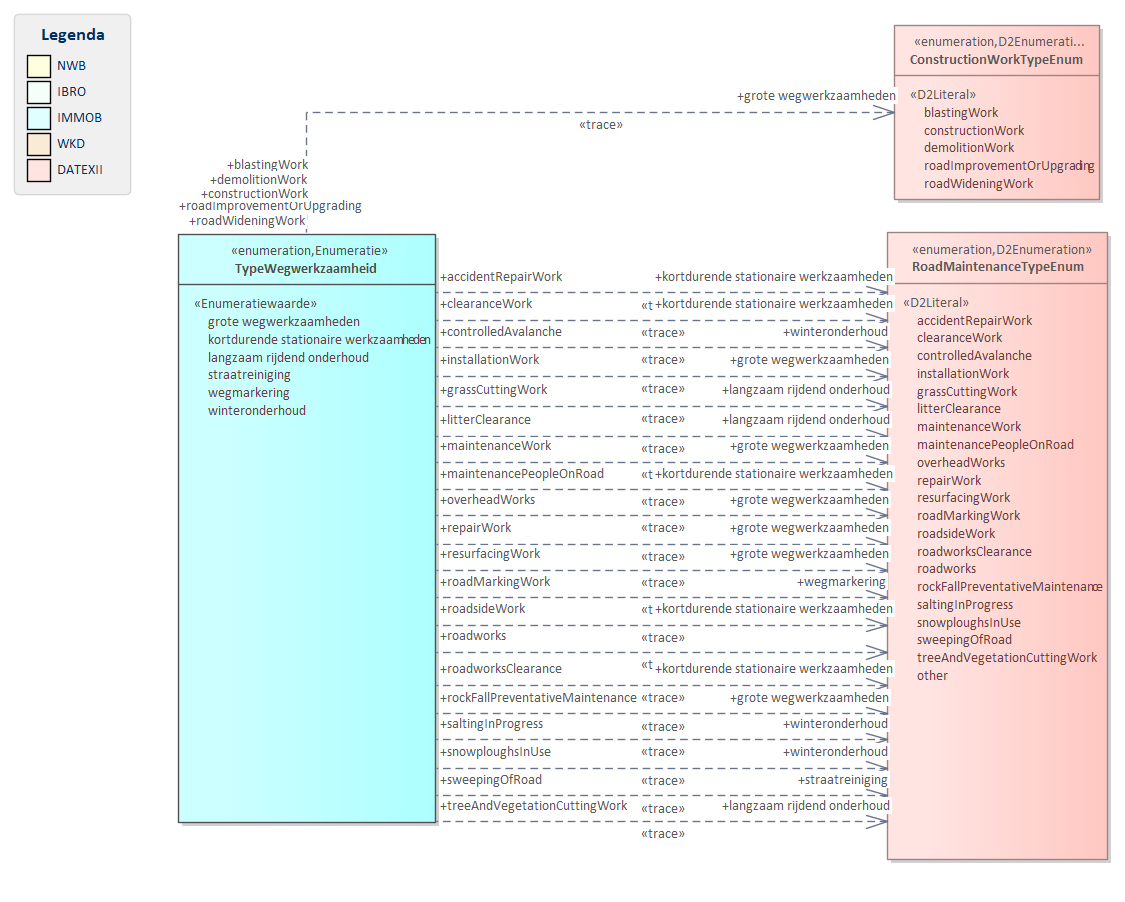 Legenda
NWB
IBRO
IMMOB
WKD
DATEXII
«enumeration,D2Enumerati...
ConstructionWorkTypeEnum
«D2Literal»
blastingWork
constructionWork
demolitionWork
roadImprovementOrUpgrading
roadWideningWork
+grote wegwerkzaamheden
«trace»
+blastingWork
+demolitionWork
+constructionWork
+roadImprovementOrUpgrading
+roadWideningWork
«enumeration,Enumeratie»
TypeWegwerkzaamheid
«Enumeratiewaarde»
grote wegwerkzaamheden
kortdurende stationaire werkzaamheden
langzaam rijdend onderhoud
straatreiniging
wegmarkering
winteronderhoud
+accidentRepairWork +kortdurende stationaire werkzaamheden
+clearanceWork «t +kortdurende stationaire werkzaamheden
+controlledAvalanche «trace» +winteronderhoud
+installationWork «trace» +grote wegwerkzaamheden
+grassCuttingWork «trace» +langzaam rijdend onderhoud
+litterClearance «trace» +langzaam rijdend onderhoud
+maintenanceWork «trace» +grote wegwerkzaamheden
+maintenancePeopleOnRoad «t +kortdurende stationaire werkzaamheden
+overheadWorks «trace» +grote wegwerkzaamheden
+repairWork «trace» +grote wegwerkzaamheden
+resurfacingWork «trace» +grote wegwerkzaamheden
+roadMarkingWork «trace» +wegmarkering
+roadsideWork «t +kortdurende stationaire werkzaamheden
+roadworks «trace»
+roadworksClearance «t +kortdurende stationaire werkzaamheden
+rockFallPreventativeMaintenance «trace» +grote wegwerkzaamheden
+saltingInProgress «trace» +winteronderhoud
+snowploughsInUse «trace» +winteronderhoud
+sweepingOfRoad «trace» +straatreiniging
+treeAndVegetationCuttingWork «trace» +langzaam rijdend onderhoud
«trace»
«enumeration,D2Enumeration»
RoadMaintenanceTypeEnum
«D2Literal»
accidentRepairWork
clearanceWork
controlledAvalanche
installationWork
grassCuttingWork
litterClearance
maintenanceWork
maintenancePeopleOnRoad
overheadWorks
repairWork
resurfacingWork
roadMarkingWork
roadsideWork
roadworksClearance
roadworks
rockFallPreventativeMaintenance
saltingInProgress
snowploughsInUse
sweepingOfRoad
treeAndVegetationCuttingWork
other